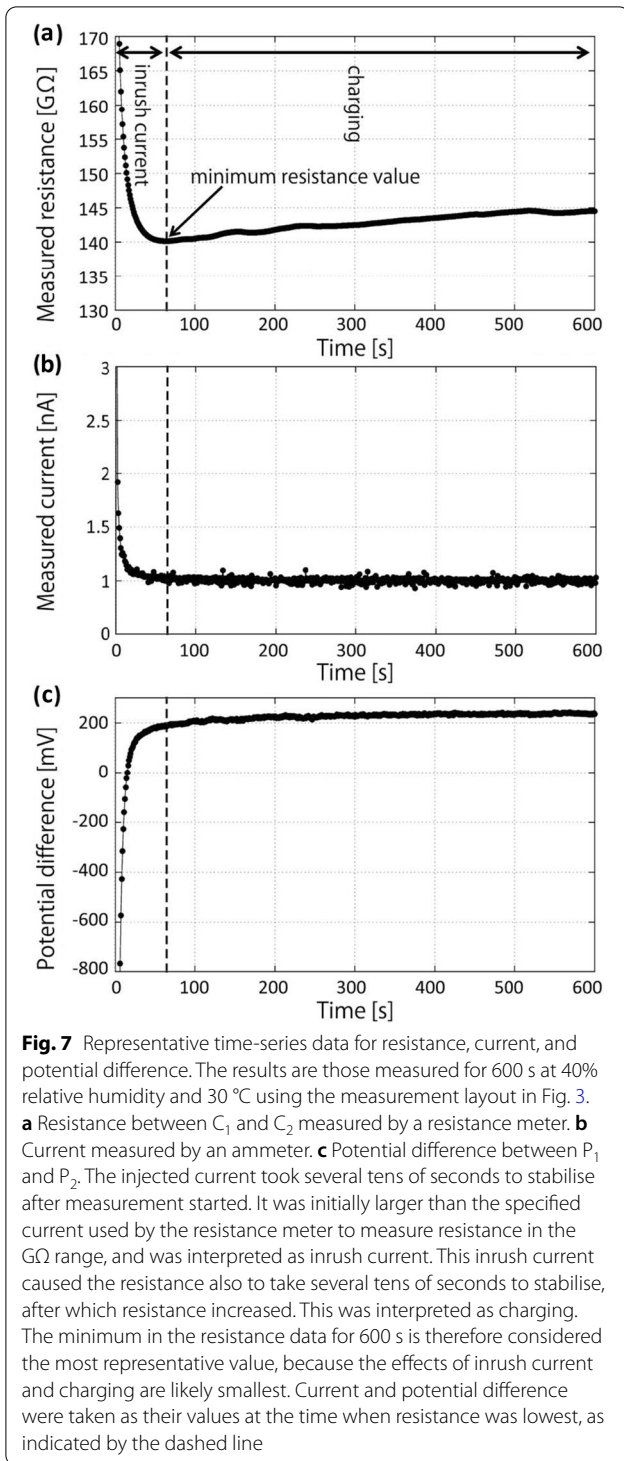 (a)
170
165
160
155
150
145
140
135
130
Measured resistance [GΩ]
inrush current
charging
minimum resistance value
0 100 200 300 400 500 600
Time [s]
(b)
3
2.5
2
1.5
1
0
Measured current [nA]
0 100 200 300 400 500 600
Time [s]
(c)
200
0
-200
-400
-600
-800
Potential difference [mV]
0 100 200 300 400 500 600
Time [s]
Fig. 7 Representative time-series data for resistance, current, and
potential difference. The results are those measured for 600 s at 40%
relative humidity and 30 °C using the measurement layout in Fig. 3.
a Resistance between C₁ and C₂ measured by a resistance meter. b
Current measured by an ammeter. c Potential difference between P₁
and P₂. The injected current took several tens of seconds to stabilise
after measurement started. It was initially larger than the specified
current used by the resistance meter to measure resistance in the
GΩ range, and was interpreted as inrush current. This inrush current
caused the resistance also to take several tens of seconds to stabilise,
after which resistance increased. This was interpreted as charging.
The minimum in the resistance data for 600 s is therefore considered
the most representative value, because the effects of inrush current
and charging are likely smallest. Current and potential difference
were taken as their values at the time when resistance was lowest, as
indicated by the dashed line